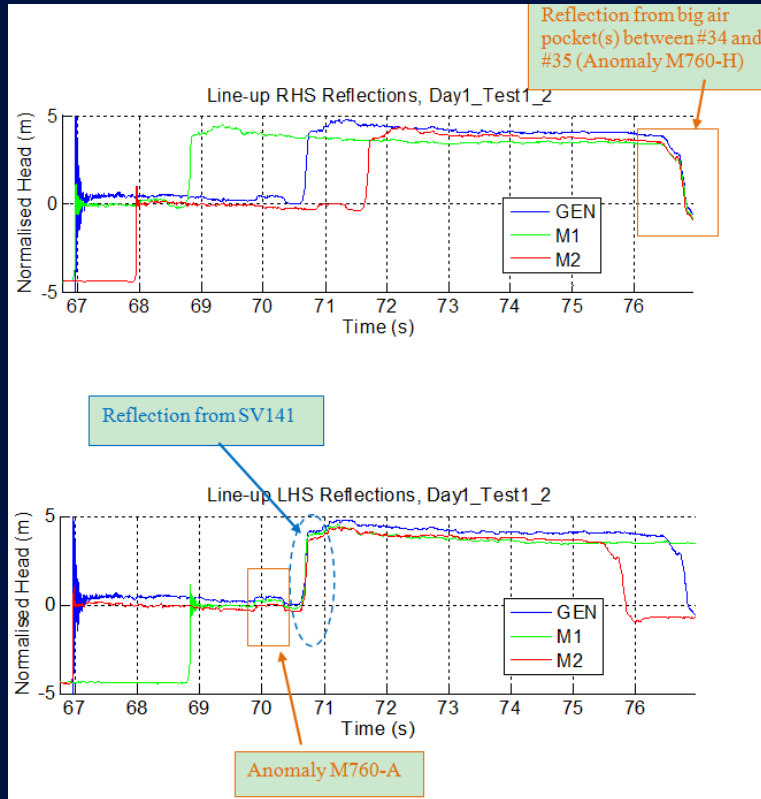 Reflection from big air
pocket(s) between #34 and
#35 (Anomaly M760-H)
Line-up RHS Reflections, Day1_Test1_2
Normalised Head (m)
5
0
-5
GEN
M1
M2
67 68 69 70 71 72 73 74 75 76
Time (s)
Reflection from SV141
Line-up LHS Reflections, Day1_Test1_2
Normalised Head (m)
5
0
-5
GEN
M1
M2
67 68 69 70 71 72 73 74 75 76
Time (s)
Anomaly M760-A